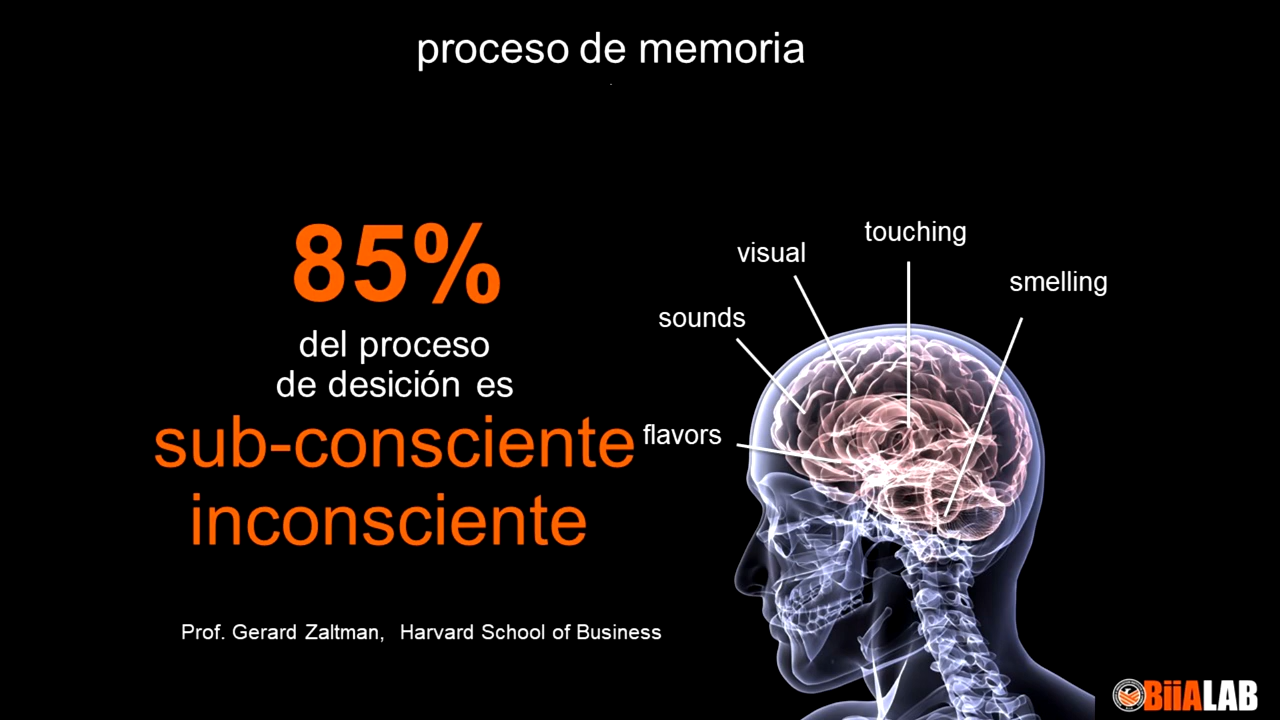 proceso de memoria
85%
del proceso
de desición es
sub-consciente
inconsciente
touching
visual
smelling
sounds
flavors
Prof. Gerard Zaltman, Harvard School of Business
BiiALAB